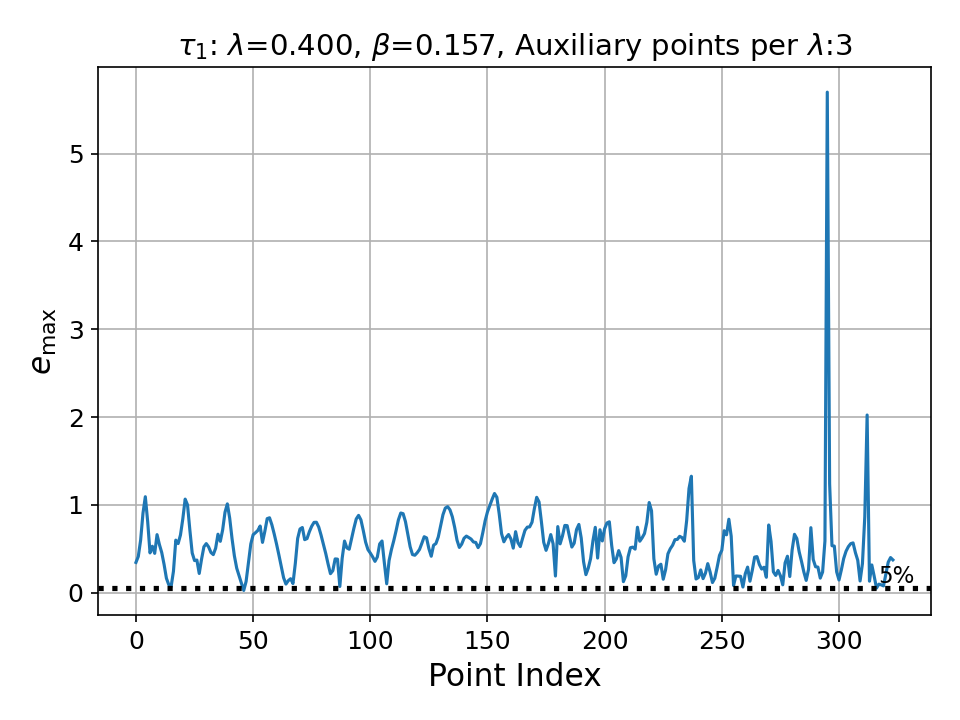 τ₁: λ=0.400, β=0.157, Auxiliary points per λ:3
e_max
5
4
3
2
1
0
5%
0 50 100 150 200 250 300
Point Index